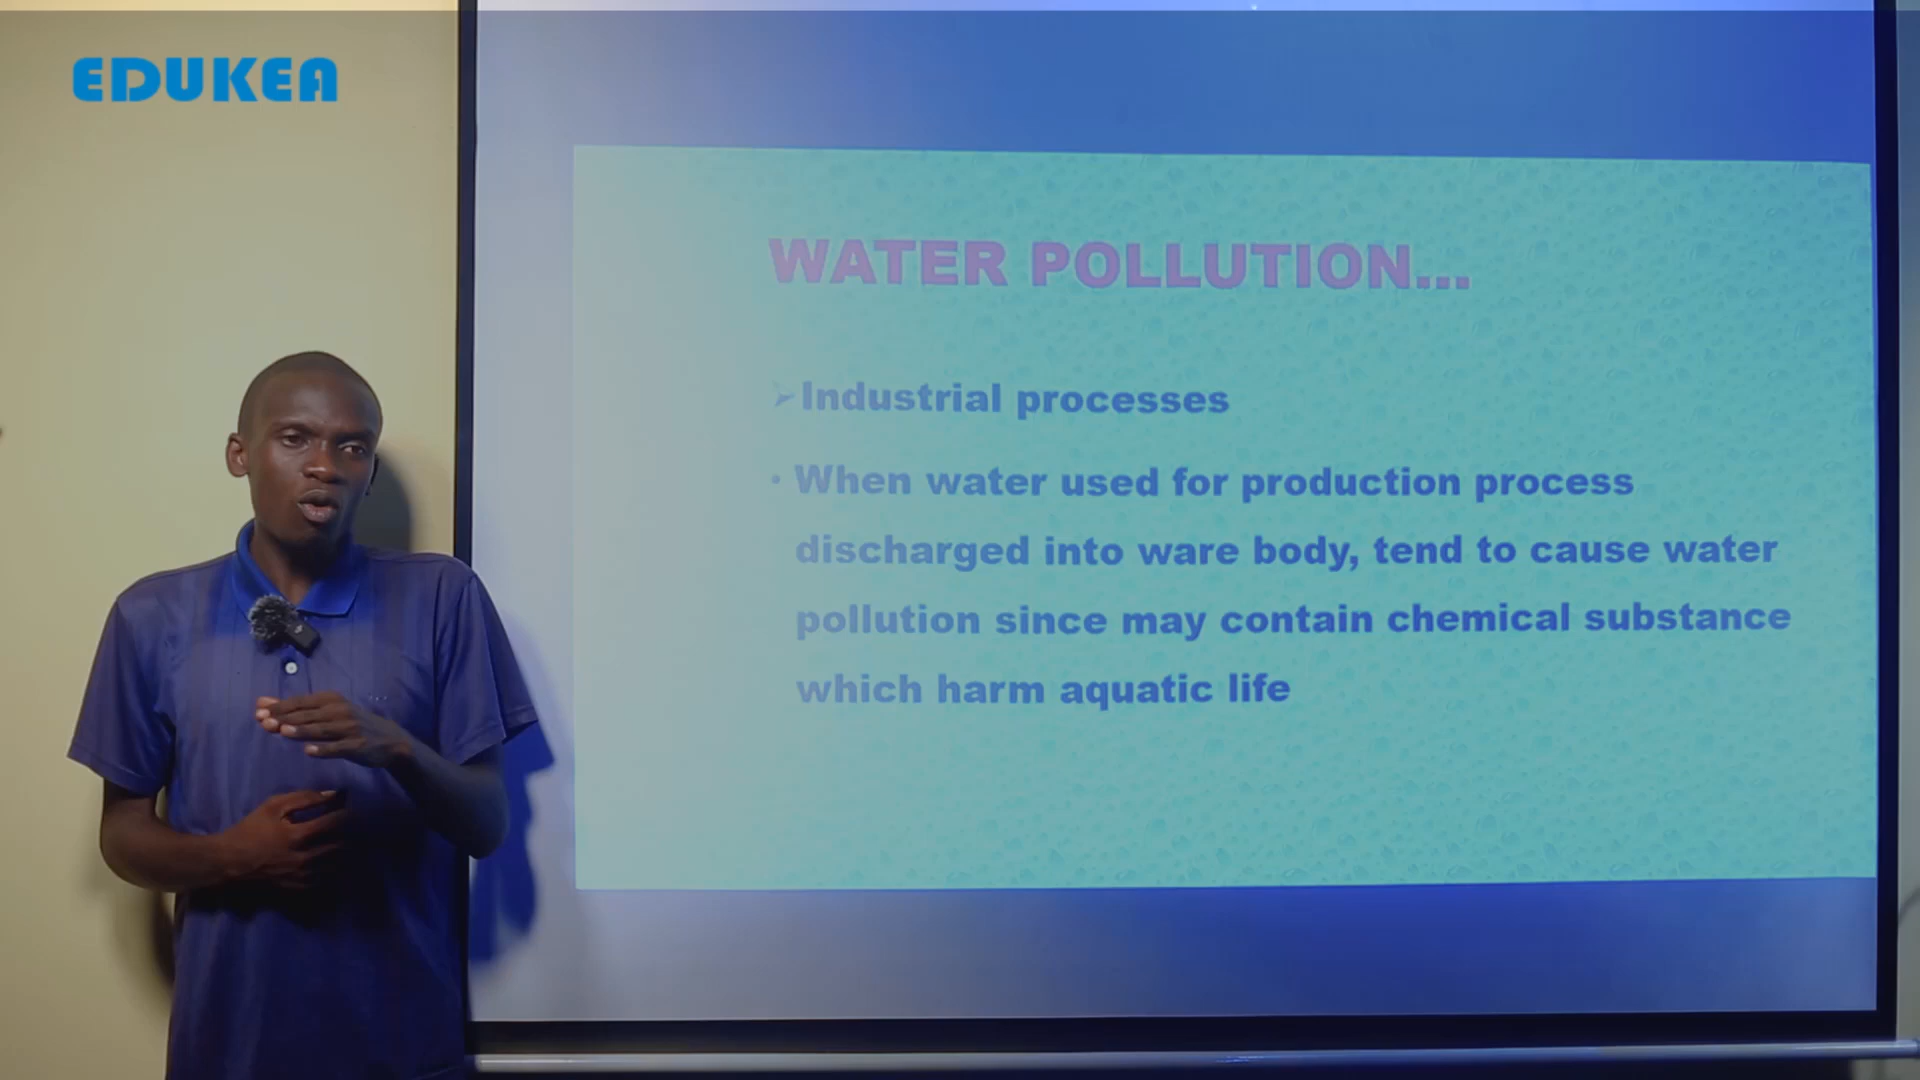 EDUKEA
WATER POLLUTION...
➢Industrial processes
• When water used for production process
discharged into ware body, tend to cause water
pollution since may contain chemical substance
which harm aquatic life